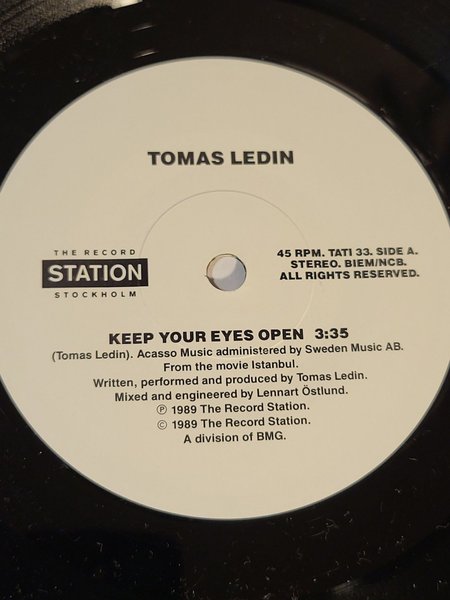 TOMAS LEDIN
THE RECORD
STATION
STOCKHOLM
45 RPM. TATI 33. SIDE A.
STEREO. BIEM/NCB.
ALL RIGHTS RESERVED.
KEEP YOUR EYES OPEN 3:35
(Tomas Ledin). Acasso Music administered by Sweden Music AB.
From the movie Istanbul.
Written, performed and produced by Tomas Ledin.
Mixed and engineered by Lennart Östlund.
℗ 1989 The Record Station.
© 1989 The Record Station.
A division of BMG.